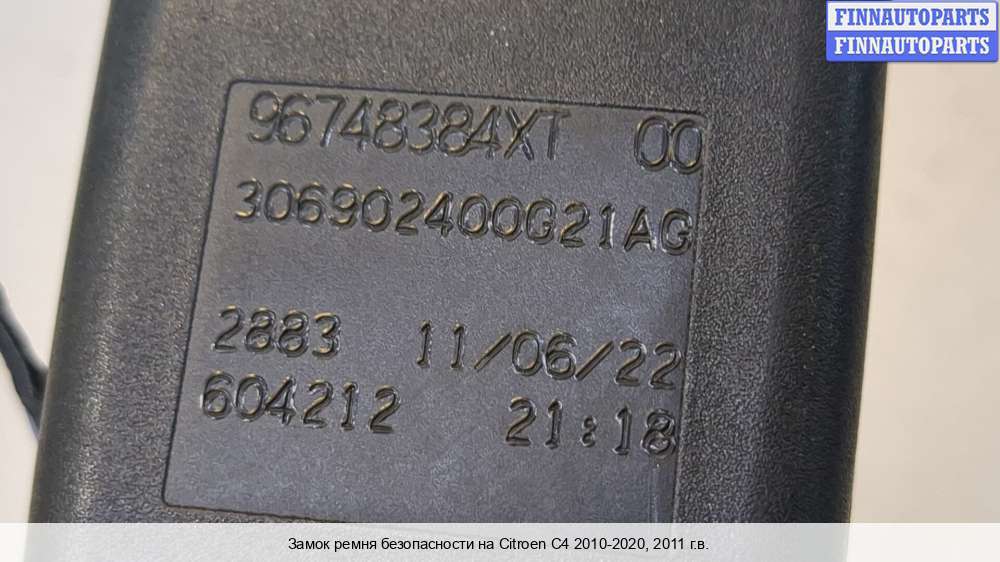 FINNAUTOPARTS
FINNAUTOPARTS
96748384XT 00
306902400G21AG
2883 11/06/22
604212 21:18
Замок ремня безопасности на Citroen C4 2010-2020, 2011 г.в.